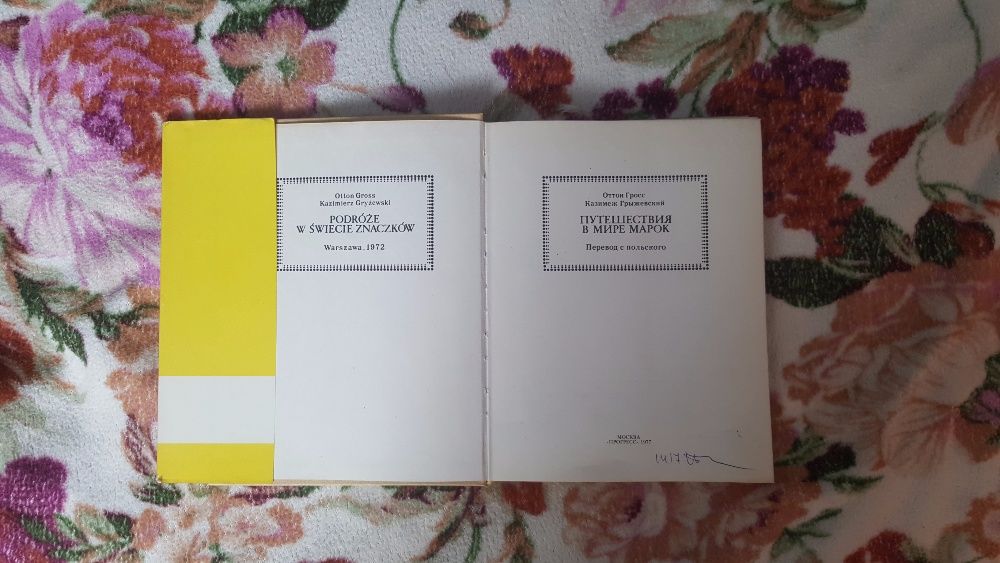 Otton Gross
Kazimierz Gryżewski
PODRÓŻE
W ŚWIECIE ZNACZKÓW
Warszawa, 1972
Оттон Гросс
Казимеж Грыжевский
ПУТЕШЕСТВИЯ
В МИРЕ МАРОК
Перевод с польского
МОСКВА
«ПРОГРЕСС» 1977